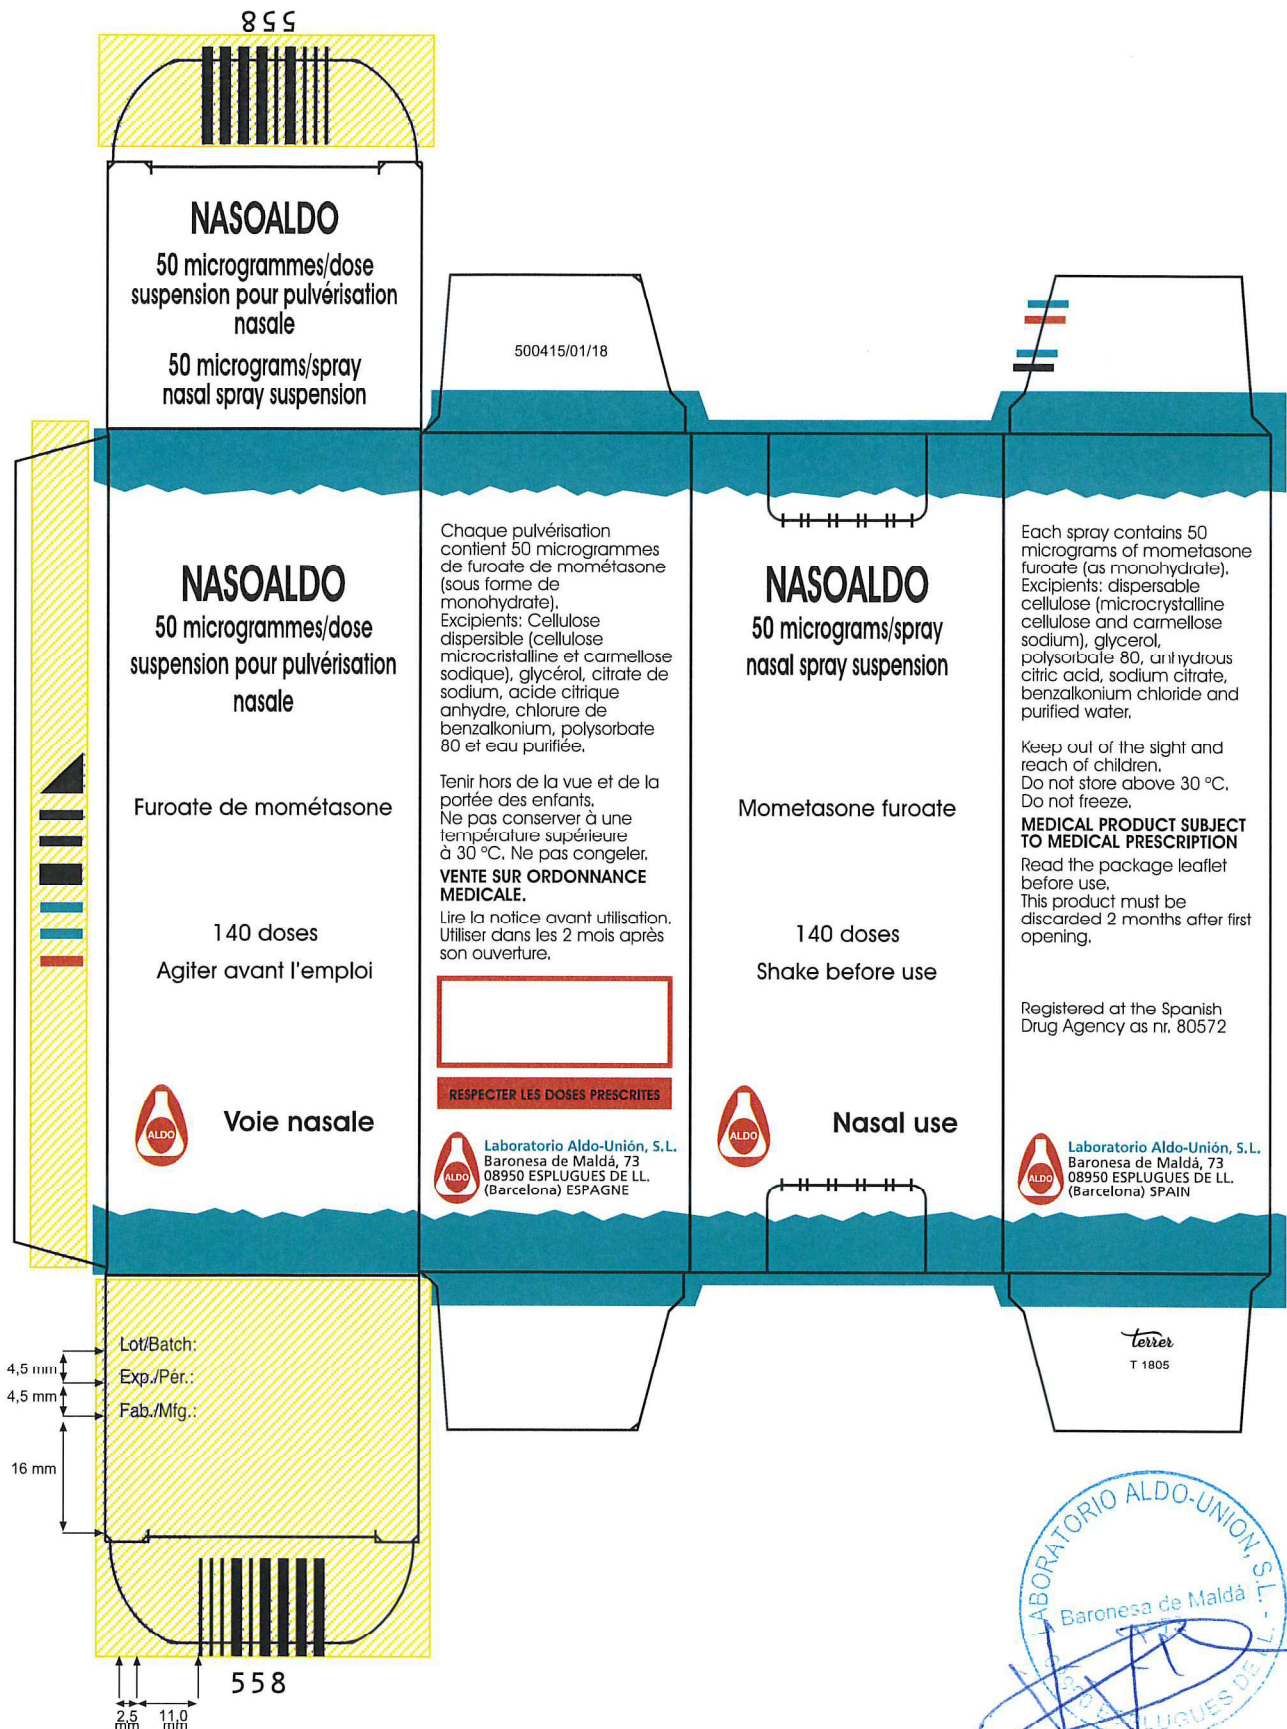 558
NASOALDO
50 microgrammes/dose
suspension pour pulvérisation
nasale
50 micrograms/spray
nasal spray suspension
500415/01/18
NASOALDO
50 microgrammes/dose
suspension pour pulvérisation
nasale
Furoate de mométasone
140 doses
Agiter avant l'emploi
ALDO
Voie nasale
Chaque pulvérisation
contient 50 microgrammes
de furoate de mométasone
(sous forme de
monohydrate).
Excipients: Cellulose
dispersible (cellulose
microcristalline et carmellose
sodique), glycérol, citrate de
sodium, acide citrique
anhydre, chlorure de
benzalkonium, polysorbate
80 et eau purifiée.
Tenir hors de la vue et de la
portée des enfants.
Ne pas conserver à une
température supérieure
à 30 ºC. Ne pas congeler.
VENTE SUR ORDONNANCE
MEDICALE.
Lire la notice avant utilisation.
Utiliser dans les 2 mois après
son ouverture.
RESPECTER LES DOSES PRESCRITES
ALDO
Laboratorio Aldo-Unión, S.L.
Baronesa de Maldá, 73
08950 ESPLUGUES DE LL.
(Barcelona) ESPAGNE
NASOALDO
50 micrograms/spray
nasal spray suspension
Mometasone furoate
140 doses
Shake before use
ALDO
Nasal use
Each spray contains 50
micrograms of mometasone
furoate (as monohydrate).
Excipients: dispersable
cellulose (microcrystalline
cellulose and carmellose
sodium), glycerol,
polysorbate 80, anhydrous
citric acid, sodium citrate,
benzalkonium chloride and
purified water.
Keep out of the sight and
reach of children.
Do not store above 30 ºC.
Do not freeze.
MEDICAL PRODUCT SUBJECT
TO MEDICAL PRESCRIPTION
Read the package leaflet
before use.
This product must be
discarded 2 months after first
opening.
Registered at the Spanish
Drug Agency as nr. 80572
ALDO
Laboratorio Aldo-Unión, S.L.
Baronesa de Maldá, 73
08950 ESPLUGUES DE LL.
(Barcelona) SPAIN
Lot/Batch:
Exp./Pér.:
Fab./Mfg.:
4,5 mm
4,5 mm
16 mm
558
2,5
mm
11,0
mm
terrer
T 1805
LABORATORIO ALDO-UNION, S.L. -
Baronesa de Maldá
ESPLUGUES DE